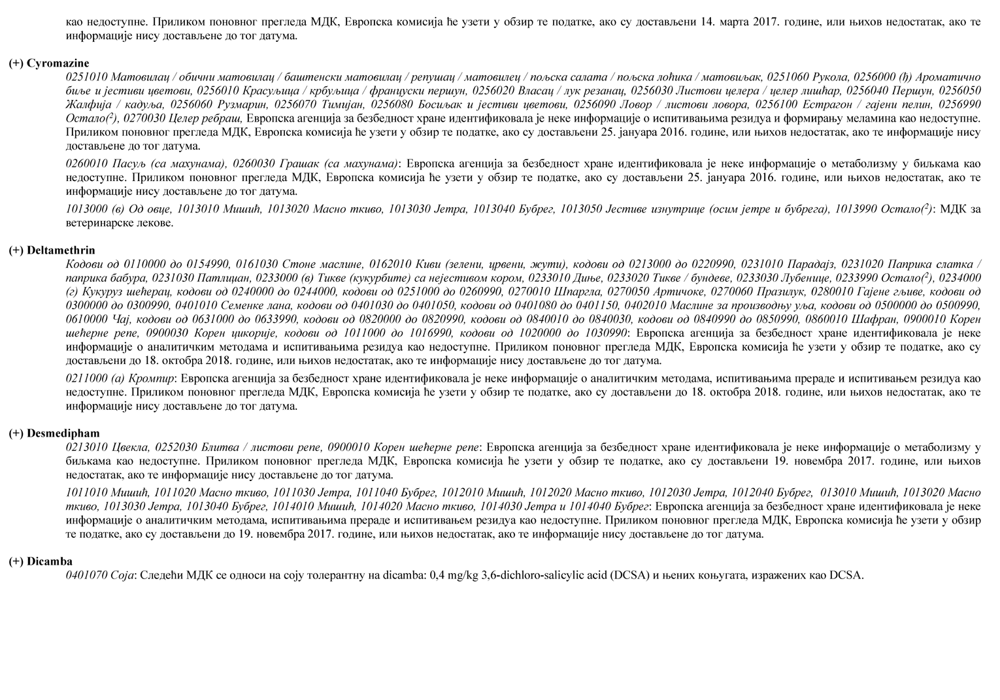 као недоступне. Приликом поновног прегледа МДК, Европска комисија ће узети у обзир те податке, ако су достављени 14. марта 2017. године, или њихов недостатак, ако те
информације нису достављене до тог датума.
(+) Cyromazine
0251010 Матовилац / обични матовилац / баштенски матовилац / репушац / матовилец / пољска салата / пољска лоћика / матовиљак, 0251060 Рукола, 0256000 (ђ) Ароматично
биље и јестиви цветови, 0256010 Красуљица / крбуљица / француски першун, 0256020 Власац / лук резанац, 0256030 Листови целера / целер лишћар, 0256040 Першун, 0256050
Жалфија / кадуља, 0256060 Рузмарин, 0256070 Тимијан, 0256080 Босиљак и јестиви цветови, 0256090 Ловор / листови ловора, 0256100 Естрагон / гајени пелин, 0256990
Остало(²), 0270030 Целер ребраш, Европска агенција за безбедност хране идентификовала је неке информације о испитивањима резидуа и формирању меламина као недоступне.
Приликом поновног прегледа МДК, Европска комисија ће узети у обзир те податке, ако су достављени 25. јануара 2016. године, или њихов недостатак, ако те информације нису
достављене до тог датума.
0260010 Пасуљ (са махунама), 0260030 Грашак (са махунама): Европска агенција за безбедност хране идентификовала је неке информације о метаболизму у биљкама као
недоступне. Приликом поновног прегледа МДК, Европска комисија ће узети у обзир те податке, ако су достављени 25. јануара 2016. године, или њихов недостатак, ако те
информације нису достављене до тог датума.
1013000 (в) Од овце, 1013010 Мишић, 1013020 Масно ткиво, 1013030 Јетра, 1013040 Бубрег, 1013050 Јестиве изнутрице (осим јетре и бубрега), 1013990 Остало(²): МДК за
ветеринарске лекове.
(+) Deltamethrin
Кодови од 0110000 до 0154990, 0161030 Стоне маслине, 0162010 Киви (зелени, црвени, жути), кодови од 0213000 до 0220990, 0231010 Парадајз, 0231020 Паприка слатка /
паприка бабура, 0231030 Патлиџан, 0233000 (в) Тикве (кукурбите) са нејестивом кором, 0233010 Диње, 0233020 Тикве / бундеве, 0233030 Лубенице, 0233990 Остало(²), 0234000
(г) Кукуруз шећерац, кодови од 0240000 до 0244000, кодови од 0251000 до 0260990, 0270010 Шпаргла, 0270050 Артичоке, 0270060 Празилук, 0280010 Гајене гљиве, кодови од
0300000 до 0300990, 0401010 Семенке лана, кодови од 0401030 до 0401050, кодови од 0401080 до 0401150, 0402010 Маслине за производњу уља, кодови од 0500000 до 0500990,
0610000 Чај, кодови од 0631000 до 0633990, кодови од 0820000 до 0820990, кодови од 0840010 до 0840030, кодови од 0840990 до 0850990, 0860010 Шафран, 0900010 Корен
шећерне репе, 0900030 Корен цикорије, кодови од 1011000 до 1016990, кодови од 1020000 до 1030990: Европска агенција за безбедност хране идентификовала је неке
информације о аналитичким методама и испитивањима резидуа као недоступне. Приликом поновног прегледа МДК, Европска комисија ће узети у обзир те податке, ако су
достављени до 18. октобра 2018. године, или њихов недостатак, ако те информације нису достављене до тог датума.
0211000 (а) Кромпир: Европска агенција за безбедност хране идентификовала је неке информације о аналитичким методама, испитивањима прераде и испитивањем резидуа као
недоступне. Приликом поновног прегледа МДК, Европска комисија ће узети у обзир те податке, ако су достављени до 18. октобра 2018. године, или њихов недостатак, ако те
информације нису достављене до тог датума.
(+) Desmedipham
0213010 Цвекла, 0252030 Блитва / листови репе, 0900010 Корен шећерне репе: Европска агенција за безбедност хране идентификовала је неке информације о метаболизму у
биљкама као недоступне. Приликом поновног прегледа МДК, Европска комисија ће узети у обзир те податке, ако су достављени 19. новембра 2017. године, или њихов
недостатак, ако те информације нису достављене до тог датума.
1011010 Мишић, 1011020 Масно ткиво, 1011030 Јетра, 1011040 Бубрег, 1012010 Мишић, 1012020 Масно ткиво, 1012030 Јетра, 1012040 Бубрег, 013010 Мишић, 1013020 Масно
ткиво, 1013030 Јетра, 1013040 Бубрег, 1014010 Мишић, 1014020 Масно ткиво, 1014030 Јетра и 1014040 Бубрег: Европска агенција за безбедност хране идентификовала је неке
информације о аналитичким методама, испитивањима прераде и испитивањем резидуа као недоступне. Приликом поновног прегледа МДК, Европска комисија ће узети у обзир
те податке, ако су достављени до 19. новембра 2017. године, или њихов недостатак, ако те информације нису достављене до тог датума.
(+) Dicamba
0401070 Соја: Следећи МДК се односи на соју толерантну на dicamba: 0,4 mg/kg 3,6-dichloro-salicylic acid (DCSA) и њених коњугата, изражених као DCSA.